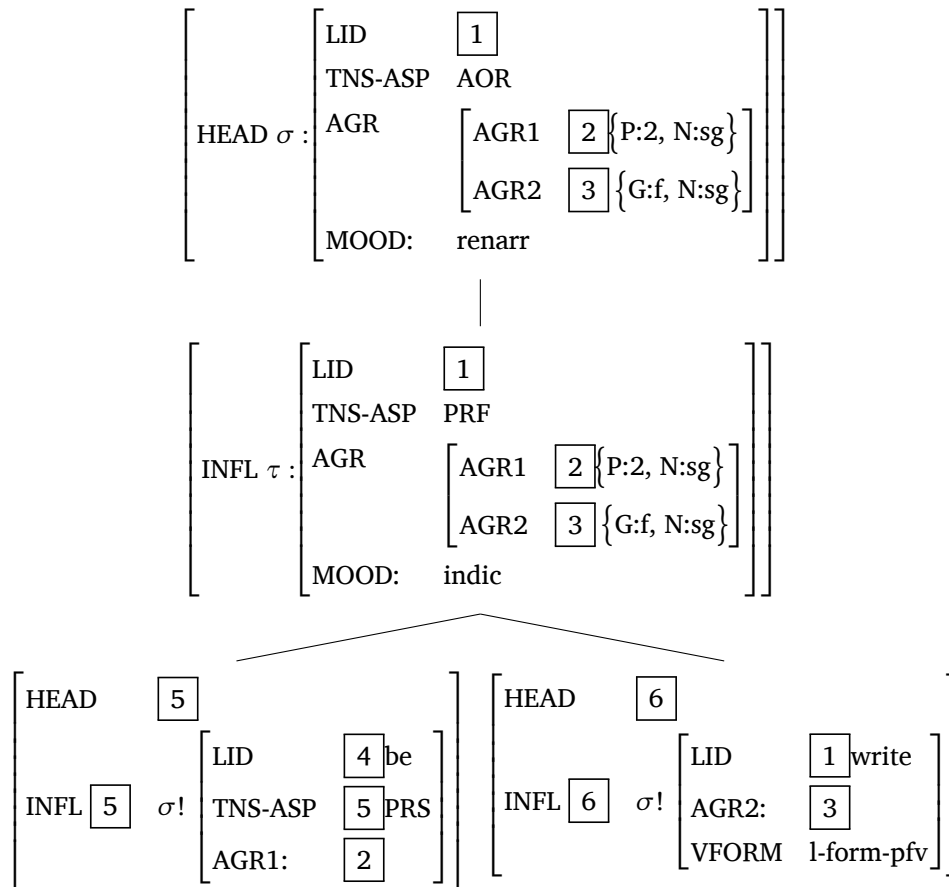 LID 1
TNS-ASP AOR
HEAD σ : AGR AGR1 2 {P:2, N:sg}
AGR2 3 {G:f, N:sg}
MOOD: renarr
LID 1
TNS-ASP PRF
INFL τ : AGR AGR1 2 {P:2, N:sg}
AGR2 3 {G:f, N:sg}
MOOD: indic
HEAD 5
LID 4 be
INFL 5 σ! TNS-ASP 5 PRS
AGR1: 2
HEAD 6
LID 1 write
INFL 6 σ! AGR2: 3
VFORM l-form-pfv